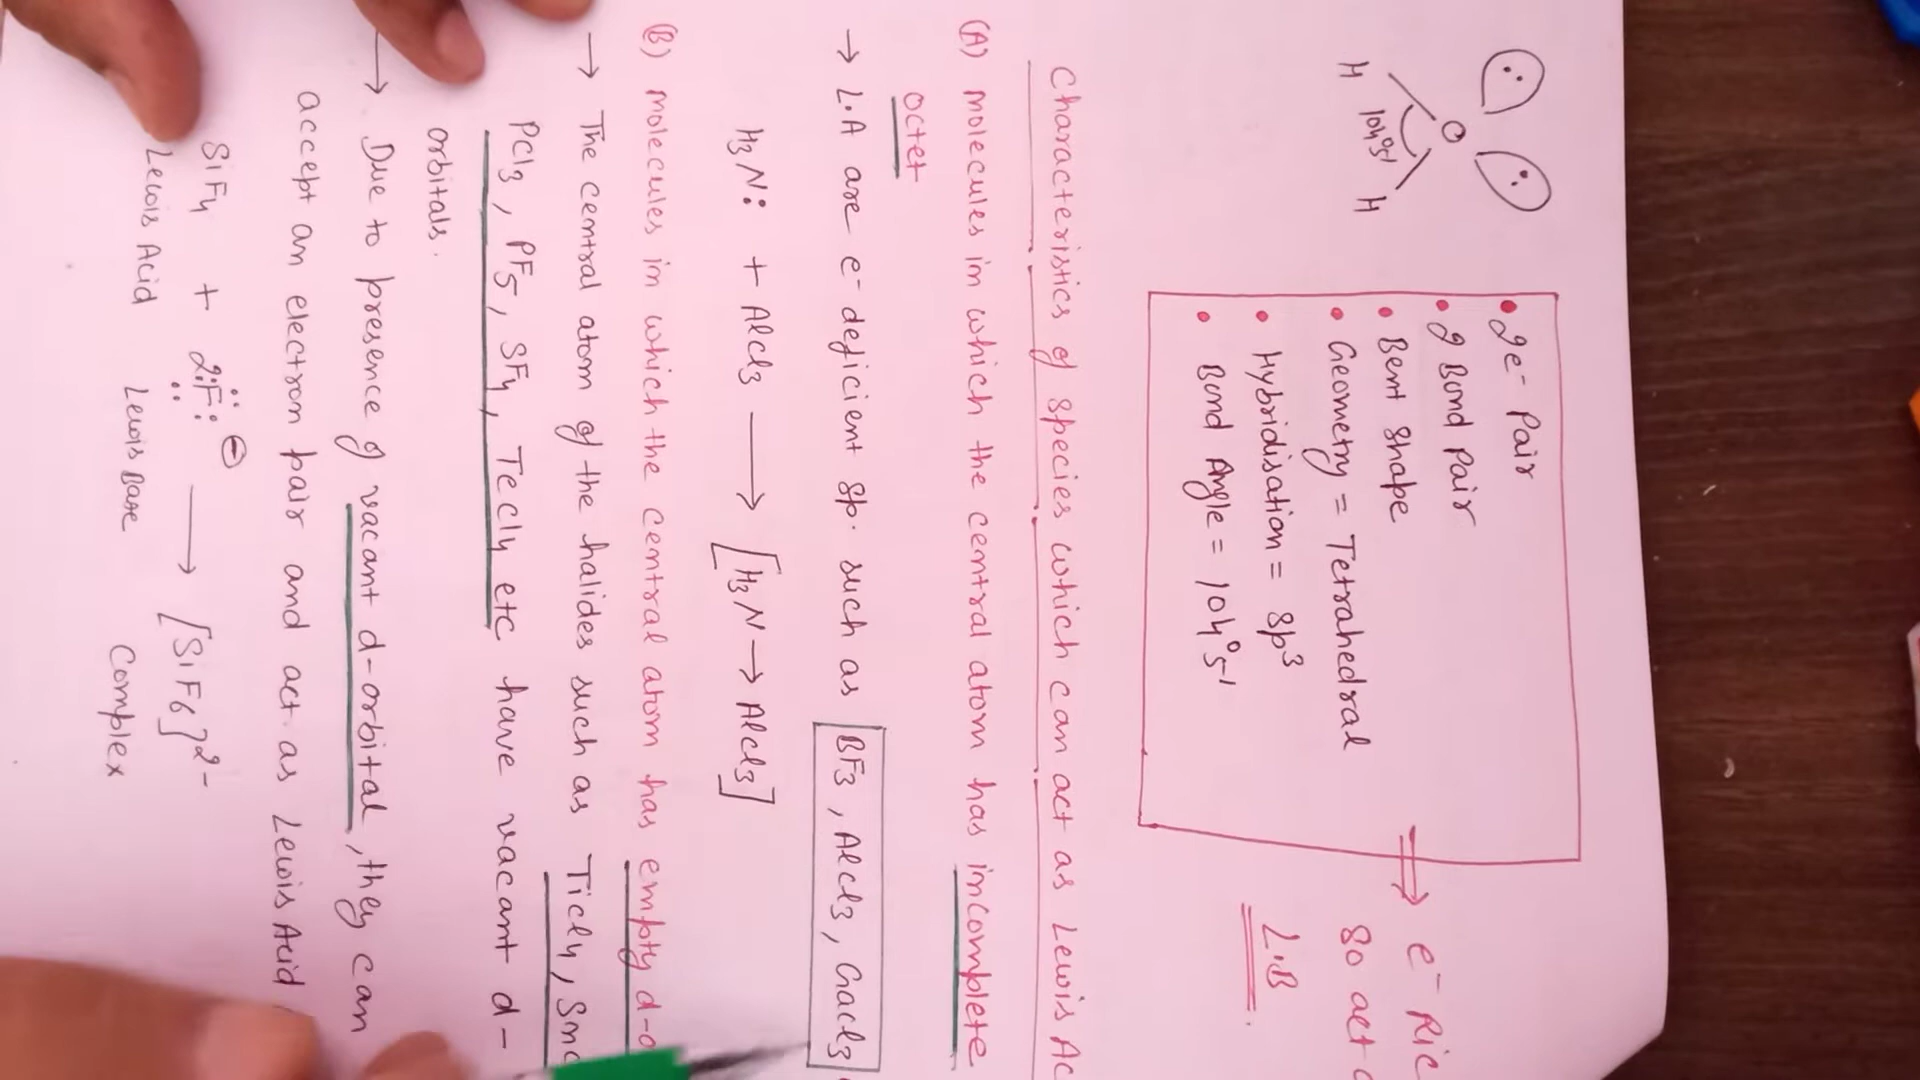 H
O
104°5'
H
• 2e⁻ Pair
• 2 Bond Pair
• Bent Shape
• Geometry = Tetrahedral
• Hybridisation = Sp³
• Bond Angle = 104°5'
⇒ e⁻ Ric
So act
L.B
Characteristics of species which can act as Lewis Ac
(A) molecules in which the central atom has incomplete
octet
→ L.A are e⁻ deficient sp. such as BF3, AlCl3, GaCl3
H3N: + AlCl3 ⟶ [H3N→AlCl3]
(B) molecules in which the central atom has empty d-o
→ The central atom of the halides such as TiCl4, Snc
PCl3, PF5, SF4, TeCl4 etc have vacant d-
orbitals.
→ Due to presence of vacant d-orbital, they can
accept an electron pair and act as Lewis Acid
SiF4 + 2:F:⊖ ⟶ [SiF6]2-
Lewis Acid Lewis Base Complex